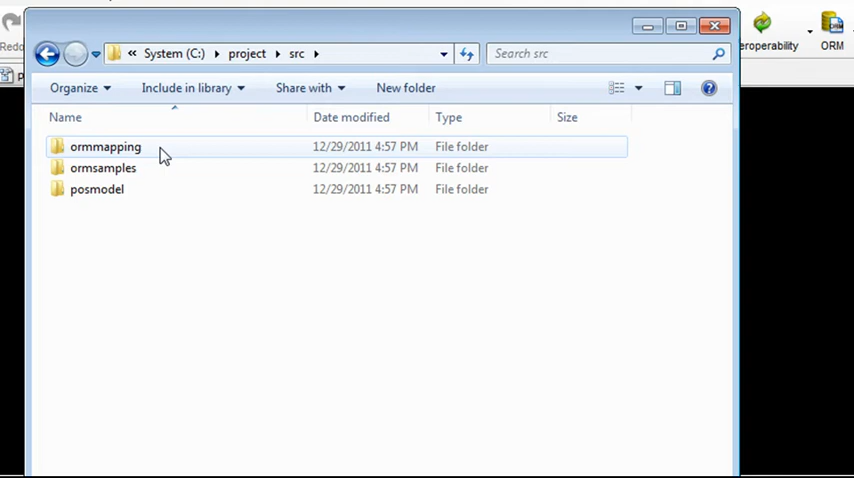 Redo
« System (C:) project src
Search src
eroperability
ORM
ORM
p
Organize
Include in library
Share with
New folder
Name
Date modified
Type
Size
ormmapping
12/29/2011 4:57 PM
File folder
ormsamples
12/29/2011 4:57 PM
File folder
posmodel
12/29/2011 4:57 PM
File folder